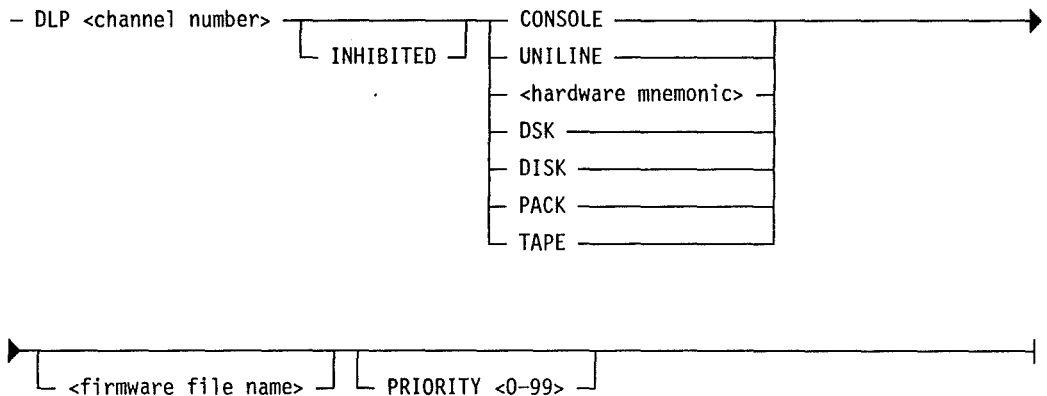 – DLP <channel number> CONSOLE
INHIBITED UNILINE
<hardware mnemonic>
DSK
DISK
PACK
TAPE
<firmware file name> PRIORITY <0–99>